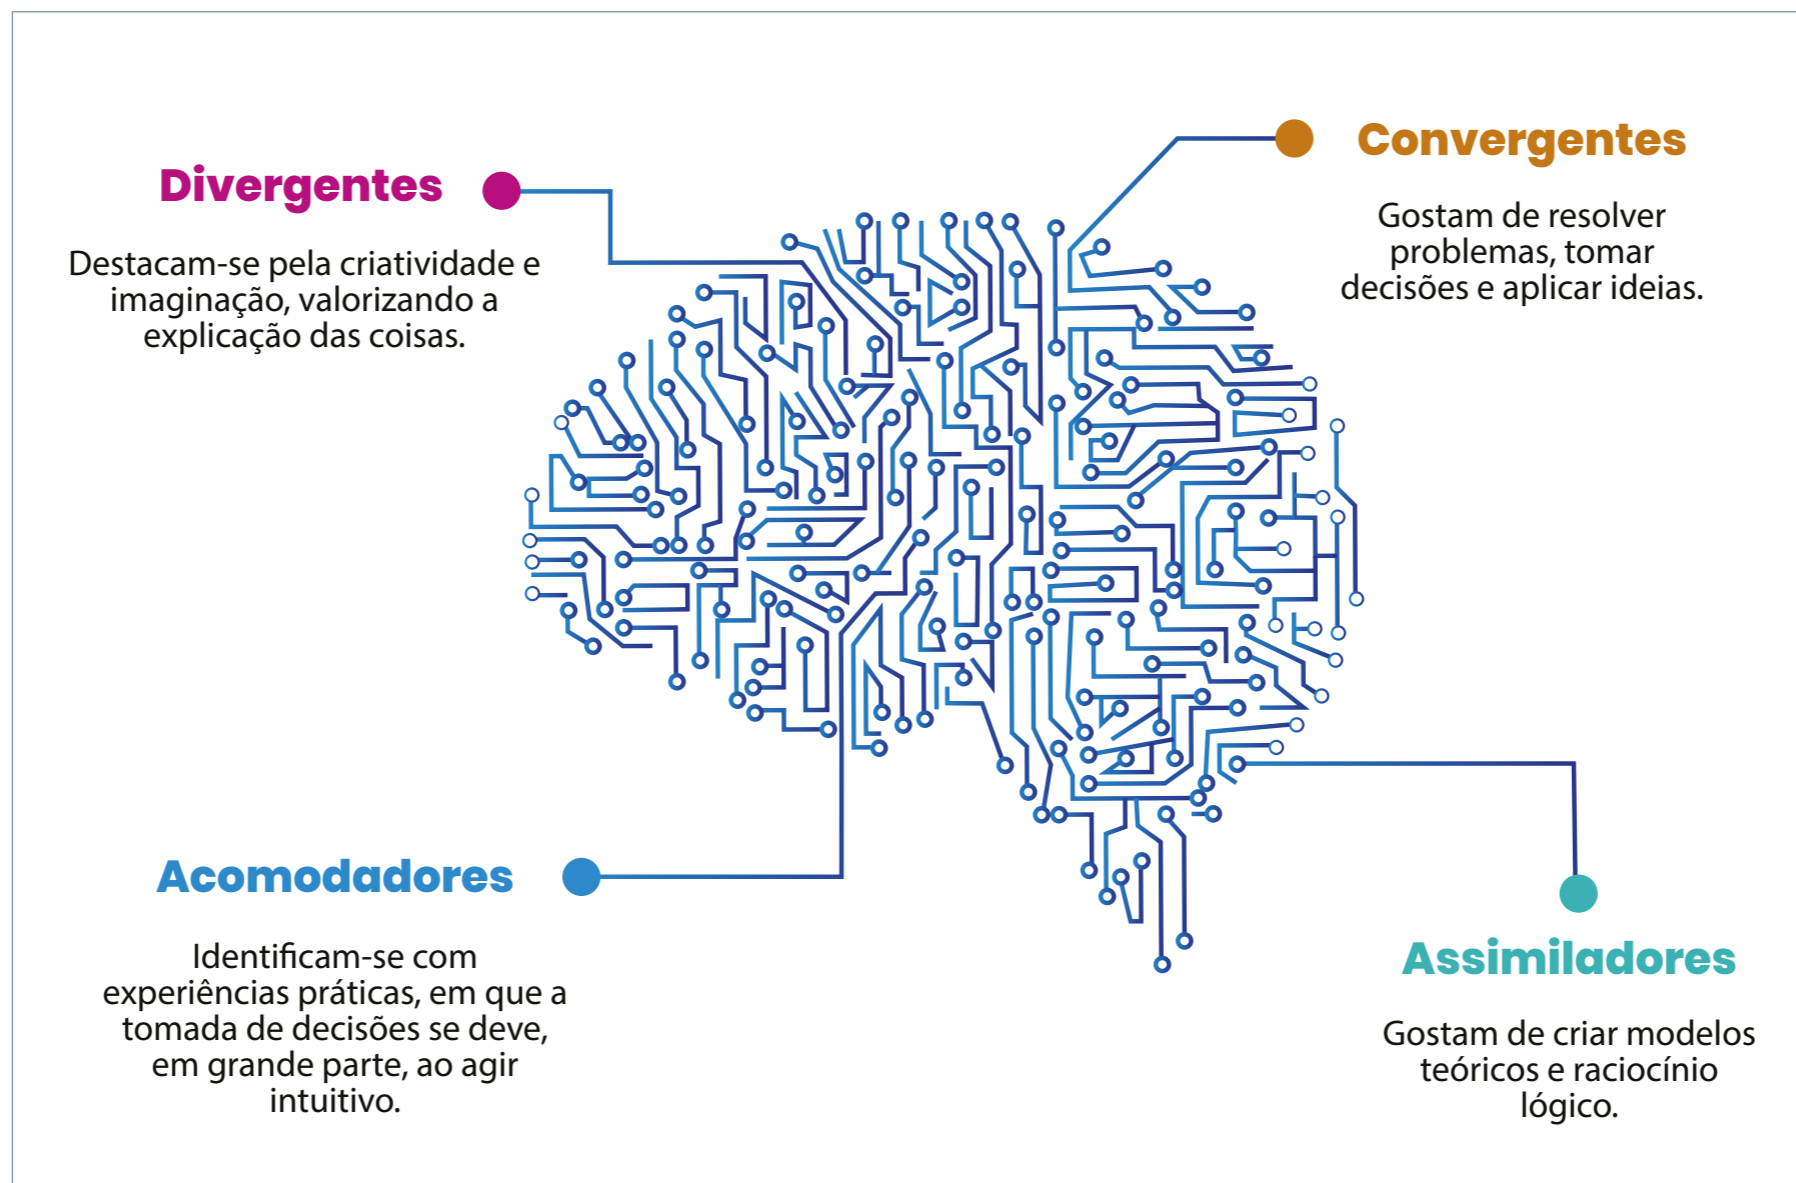 Divergentes
Destacam-se pela criatividade e
imaginação, valorizando a
explicação das coisas.
Convergentes
Gostam de resolver
problemas, tomar
decisões e aplicar ideias.
Acomodadores
Identificam-se com
experiências práticas, em que a
tomada de decisões se deve,
em grande parte, ao agir
intuitivo.
Assimiladores
Gostam de criar modelos
teóricos e raciocínio
lógico.